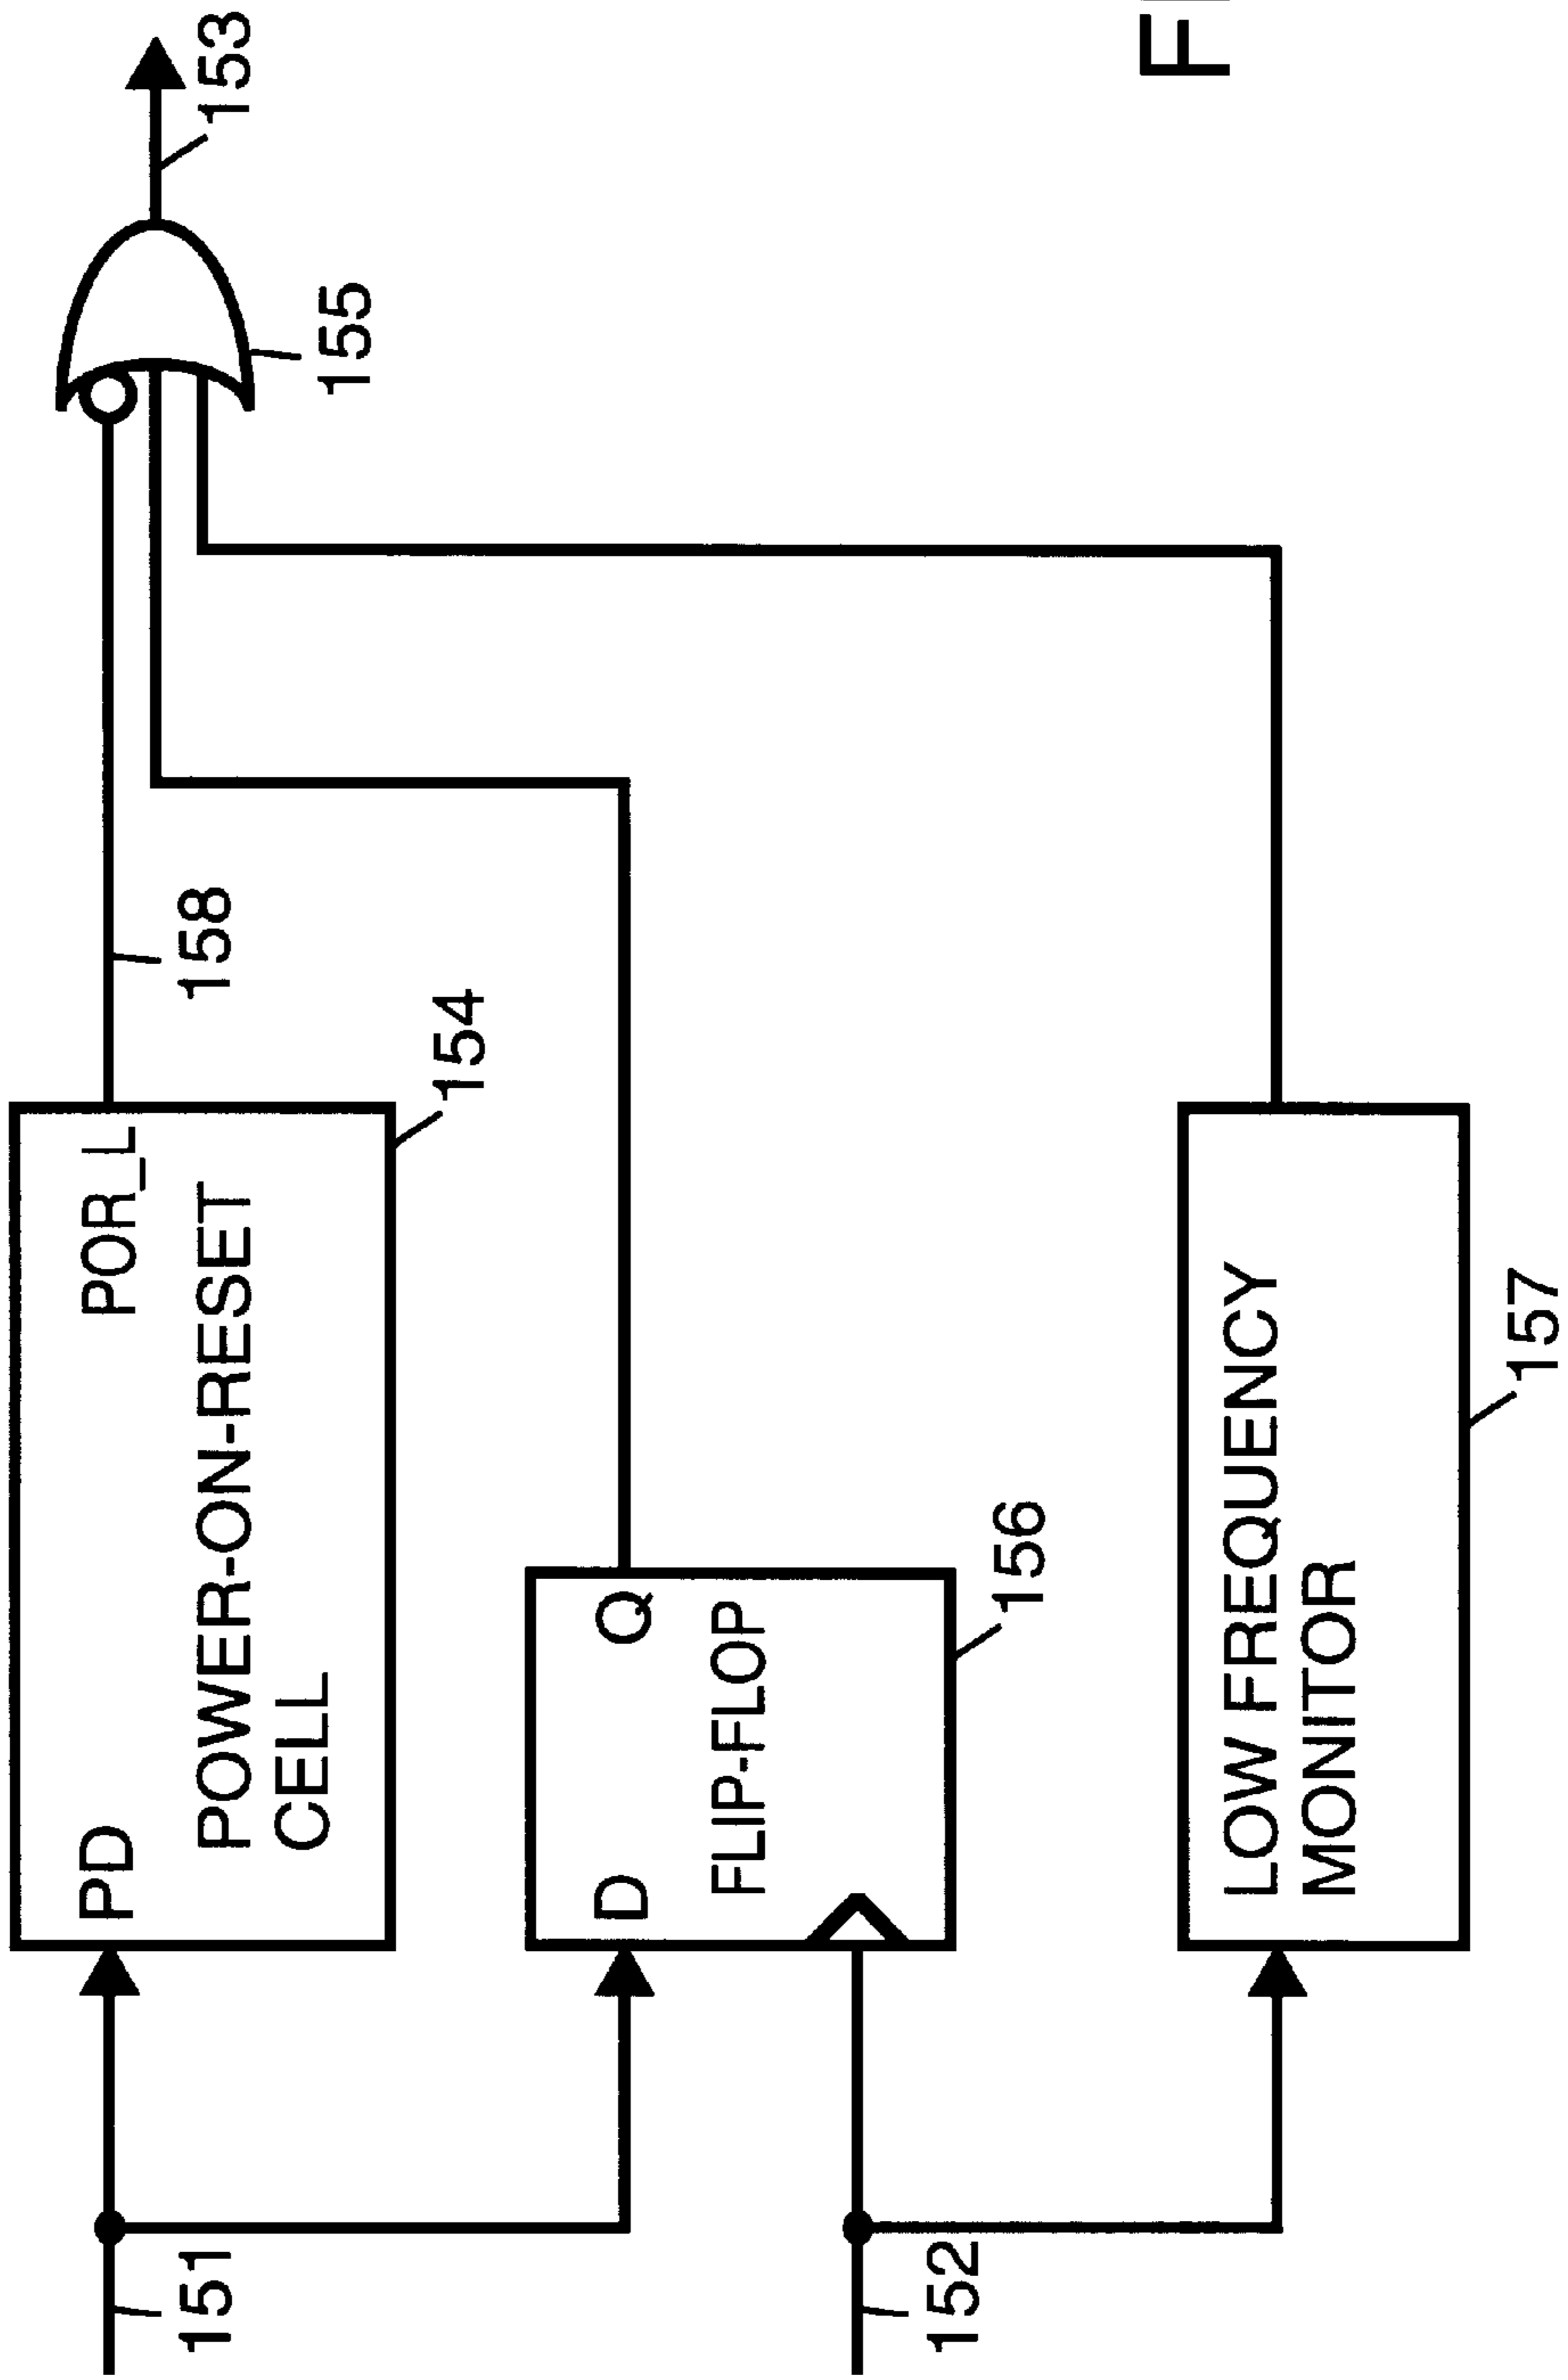 151
PD
POR_L
POWER-ON-RESET
CELL
154
158
155
153
D
Q
FLIP-FLOP
156
152
LOW FREQUENCY
MONITOR
157
F